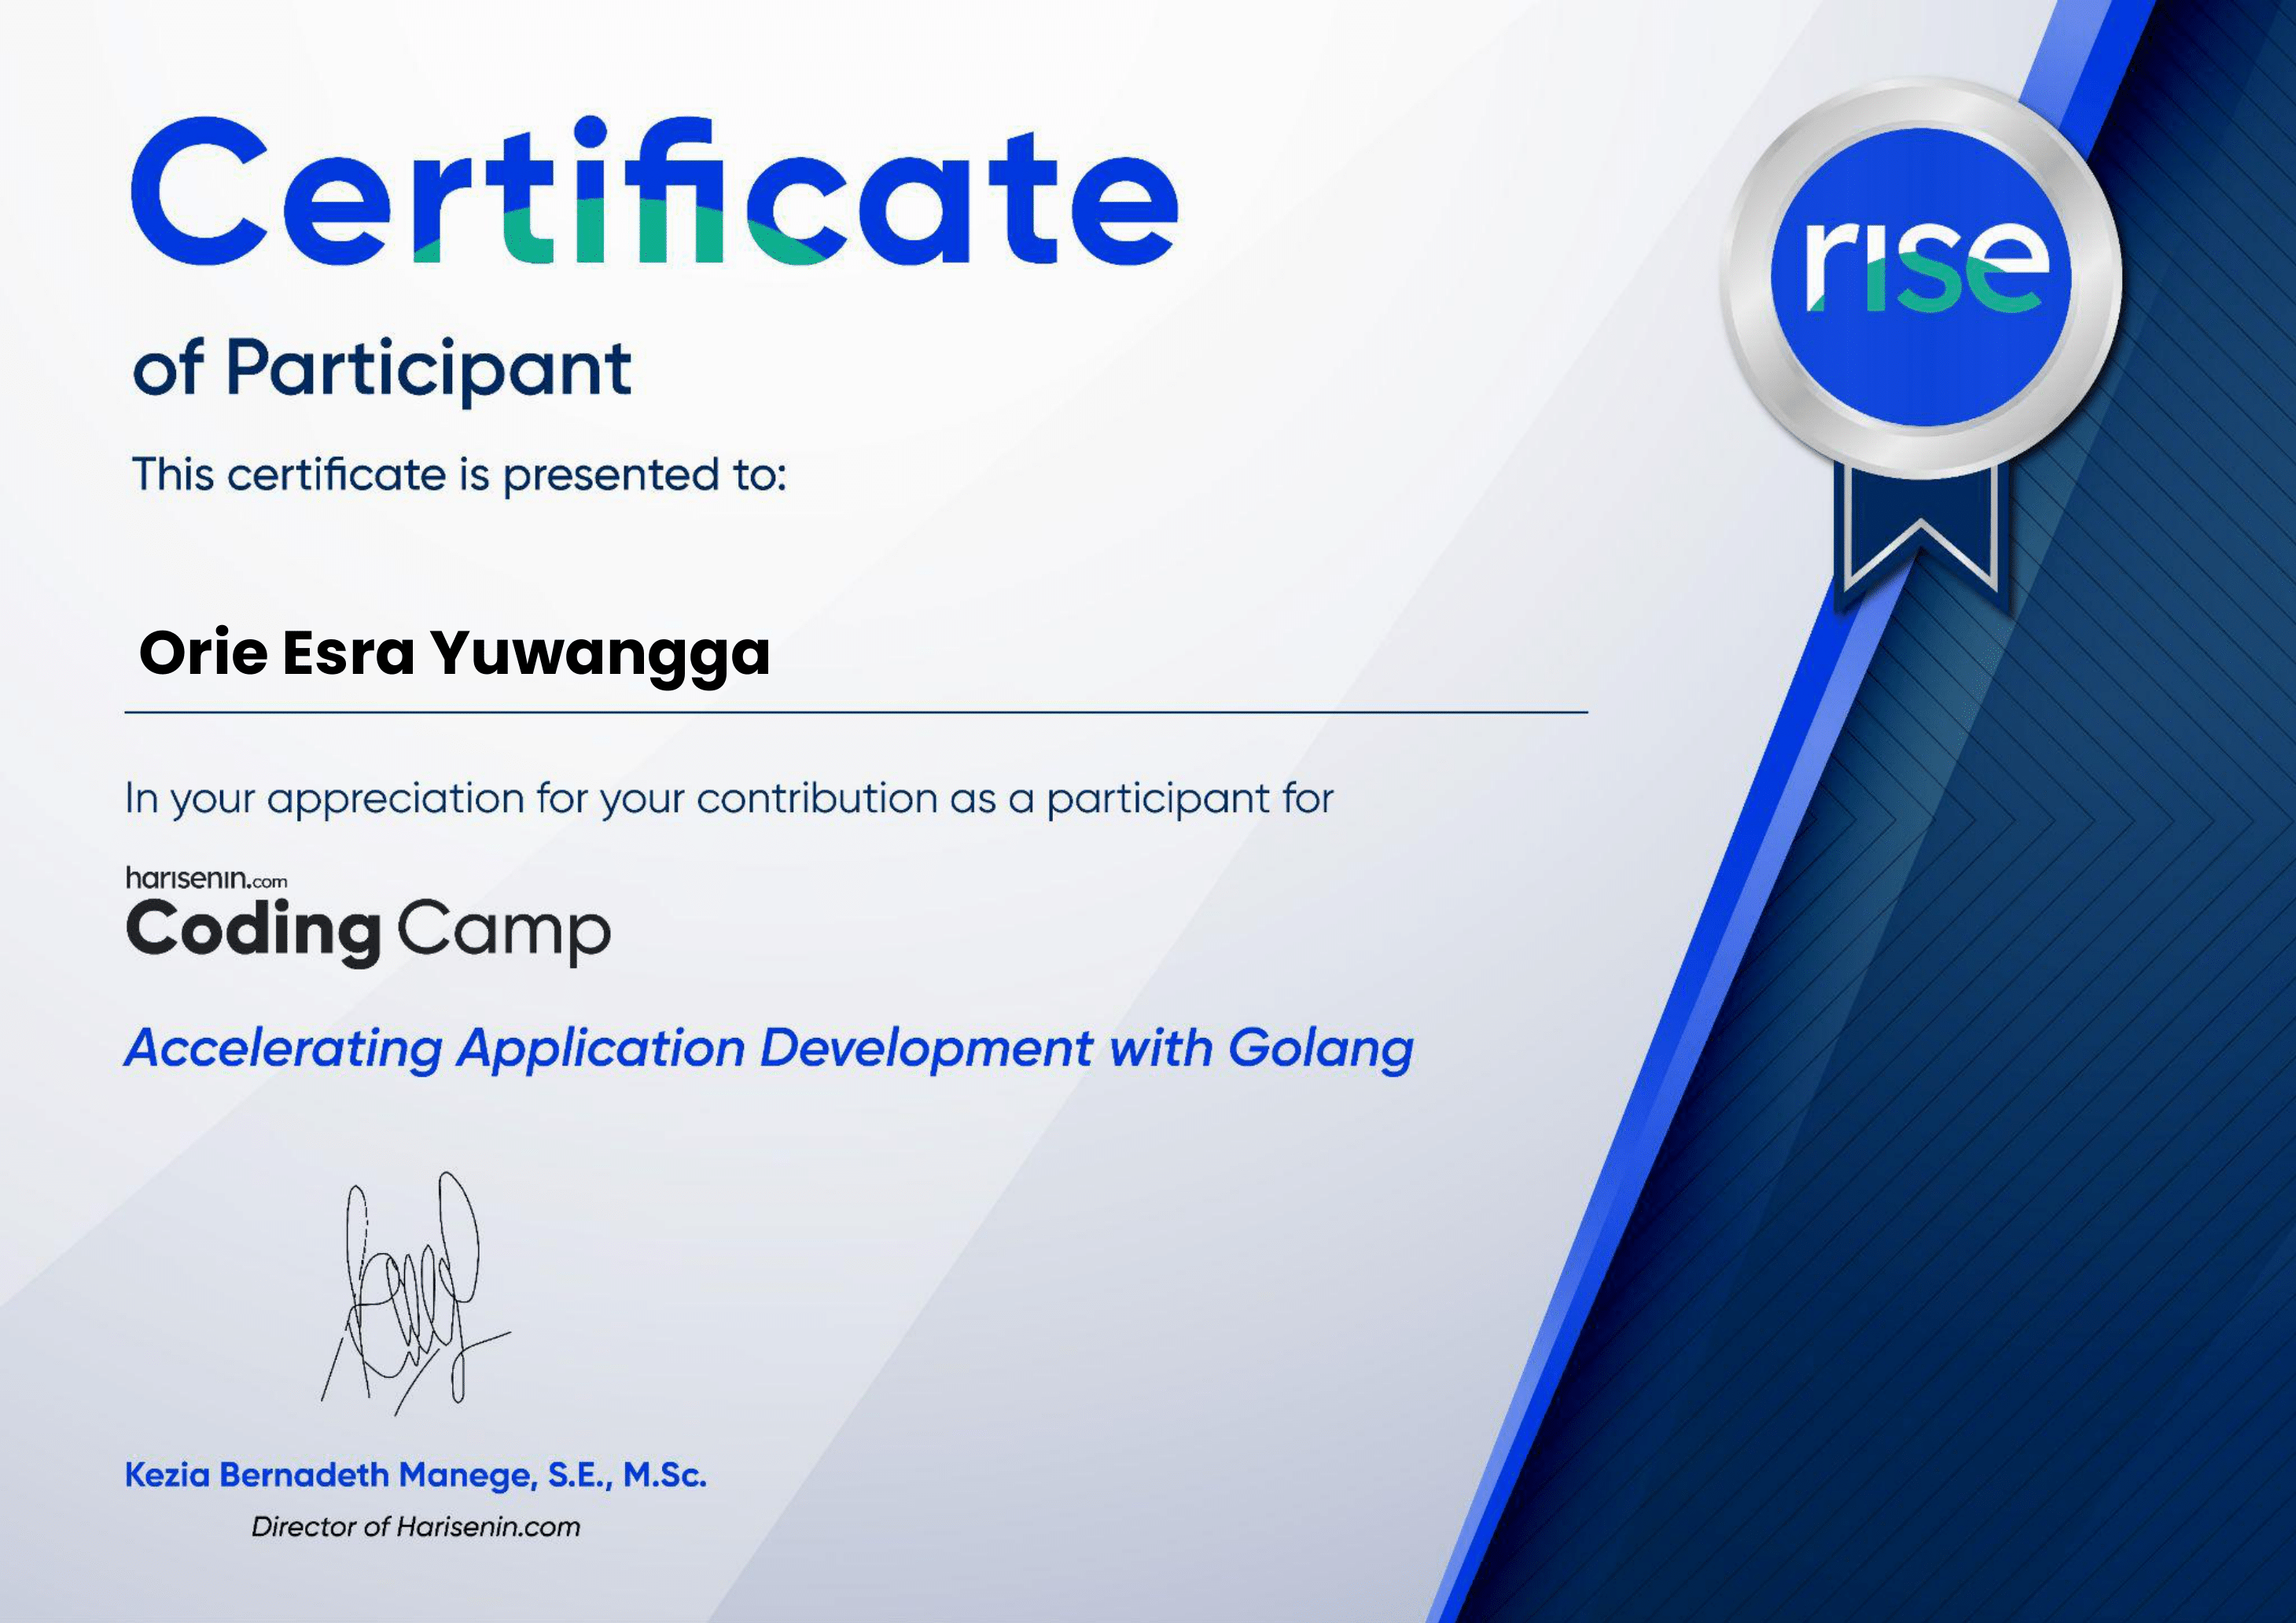 Certificate
rise
of Participant
This certificate is presented to:
Orie Esra Yuwangga
In your appreciation for your contribution as a participant for
harisenin.com
Coding Camp
Accelerating Application Development with Golang
Kezia Bernadeth Manege, S.E., M.Sc.
Director of Harisenin.com